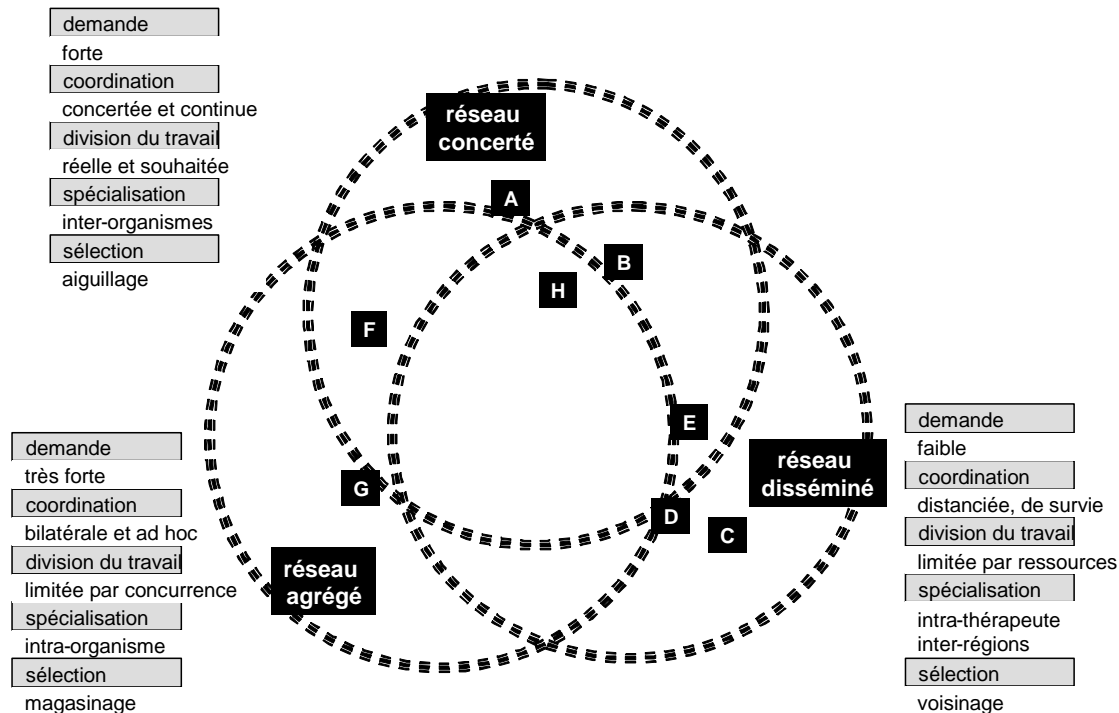 demande
forte
coordination
concertée et continue
division du travail
réelle et souhaitée
spécialisation
inter-organismes
sélection
aiguillage
réseau
concerté
A
B
H
F
E
G
D
C
réseau
disséminé
réseau
agrégé
demande
très forte
coordination
bilatérale et ad hoc
division du travail
limitée par concurrence
spécialisation
intra-organisme
sélection
magasinage
demande
faible
coordination
distanciée, de survie
division du travail
limitée par ressources
spécialisation
intra-thérapeute
inter-régions
sélection
voisinage